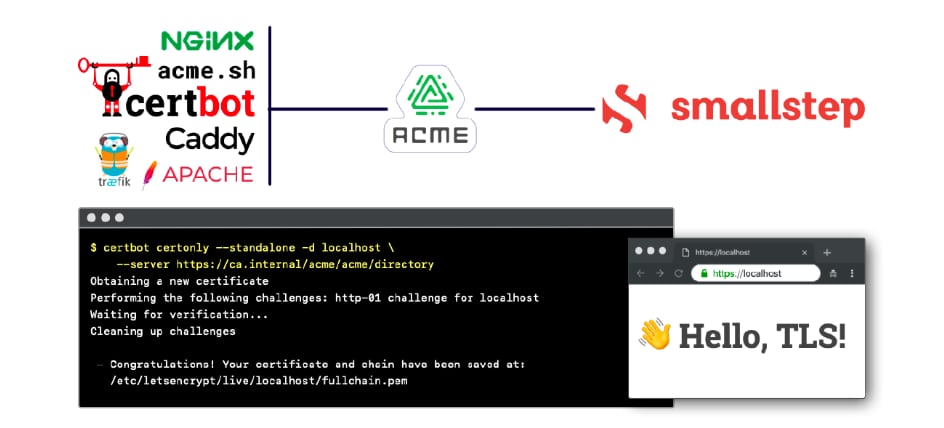 NGINX
acme.sh
certbot
Caddy
træfik
APACHE
ACME
smallstep
$ certbot certonly --standalone -d localhost \
--server https://ca.internal/acme/acme/directory
Obtaining a new certificate
Performing the following challenges: http-01 challenge for localhost
Waiting for verification...
Cleaning up challenges
- Congratulations! Your certificate and chain have been saved at:
/etc/letsencrypt/live/localhost/fullchain.pem
https://localhost
https://localhost
Hello, TLS!